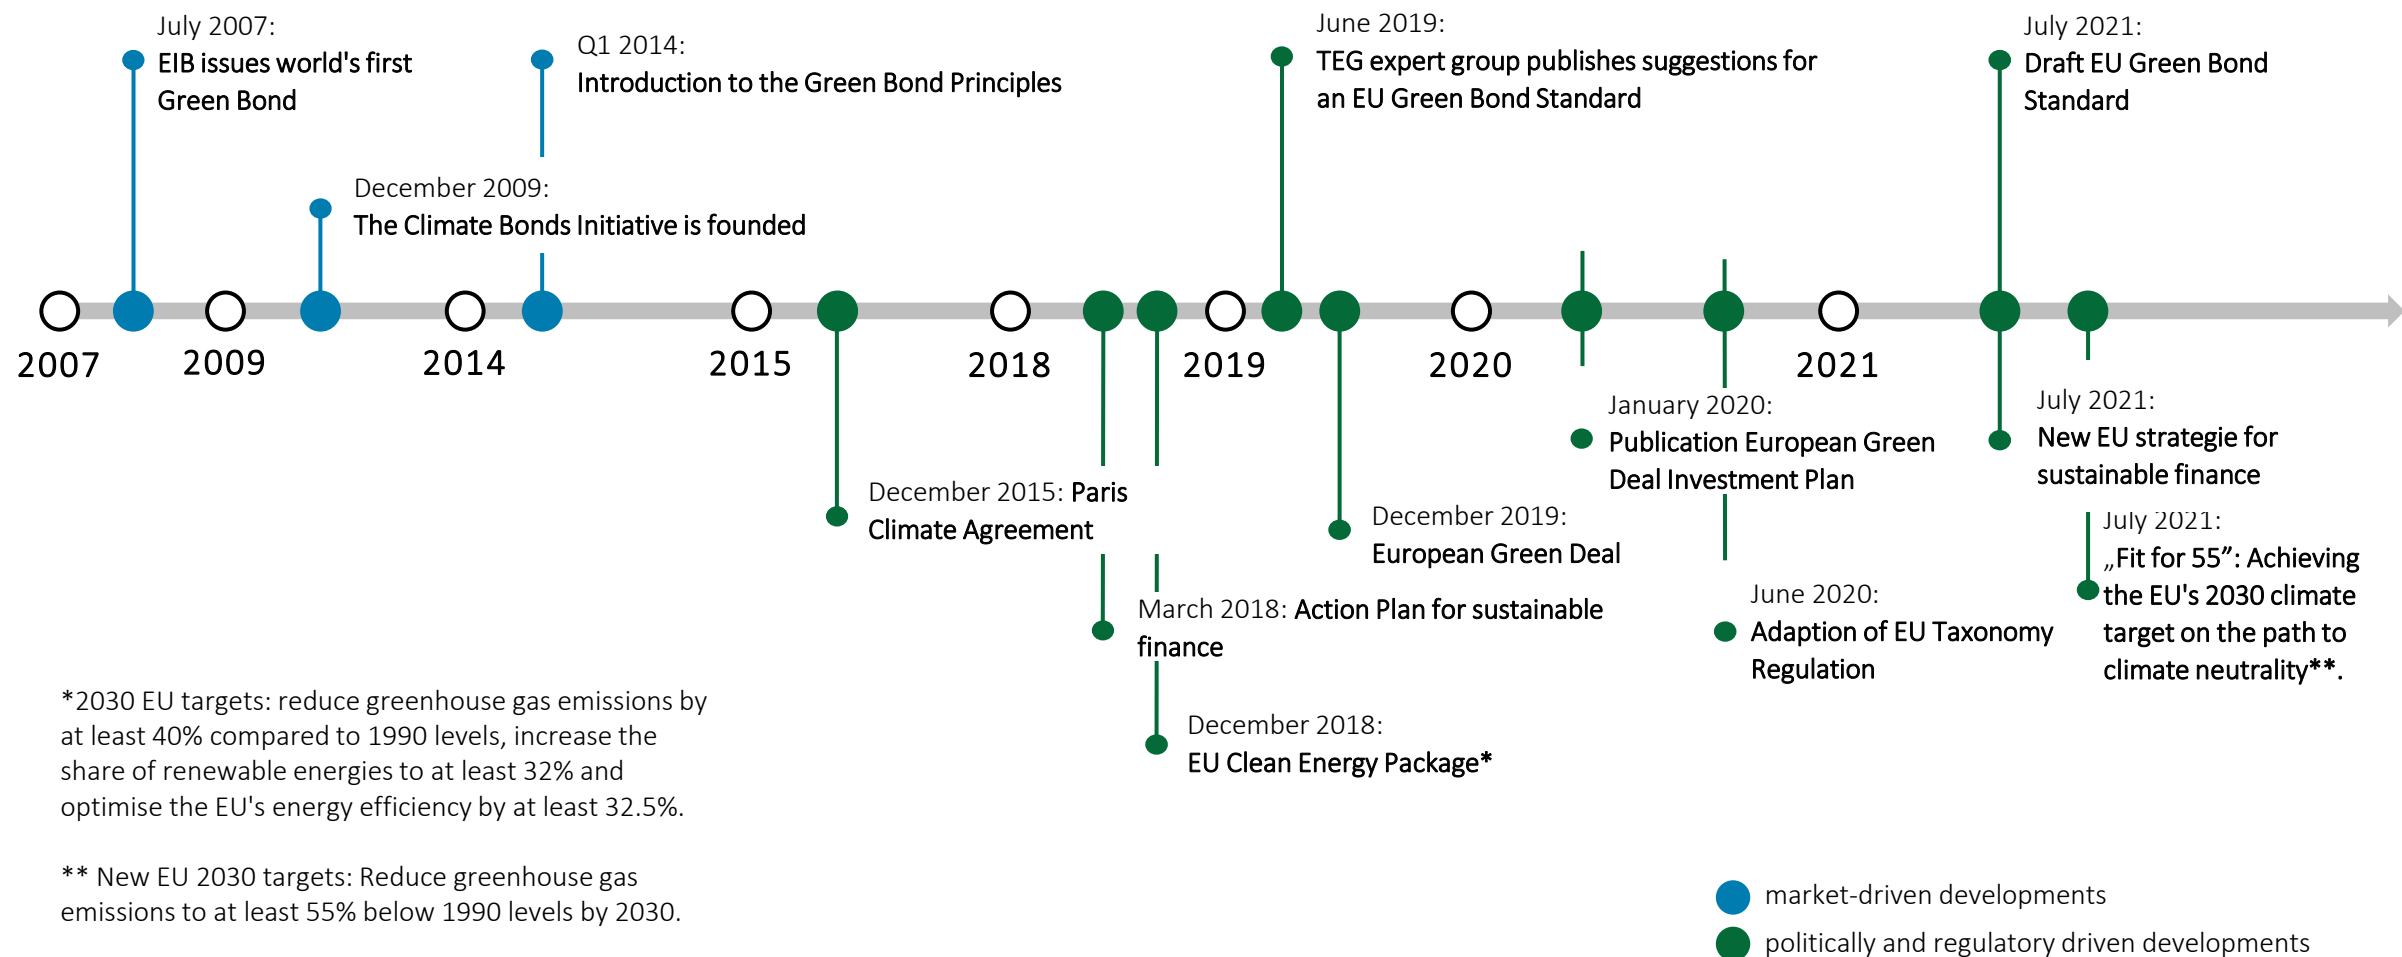 July 2007:
EIB issues world's first
Green Bond
Q1 2014:
Introduction to the Green Bond Principles
June 2019:
TEG expert group publishes suggestions for
an EU Green Bond Standard
July 2021:
Draft EU Green Bond
Standard
December 2009:
The Climate Bonds Initiative is founded
2007
2009
2014
2015
2018
2019
2020
2021
December 2015: Paris
Climate Agreement
March 2018: Action Plan for sustainable
finance
December 2018:
EU Clean Energy Package*
December 2019:
European Green Deal
January 2020:
Publication European Green
Deal Investment Plan
June 2020:
Adaption of EU Taxonomy
Regulation
July 2021:
New EU strategie for
sustainable finance
July 2021:
„Fit for 55”: Achieving
the EU's 2030 climate
target on the path to
climate neutrality**.
*2030 EU targets: reduce greenhouse gas emissions by
at least 40% compared to 1990 levels, increase the
share of renewable energies to at least 32% and
optimise the EU's energy efficiency by at least 32.5%.
** New EU 2030 targets: Reduce greenhouse gas
emissions to at least 55% below 1990 levels by 2030.
market-driven developments
politically and regulatory driven developments